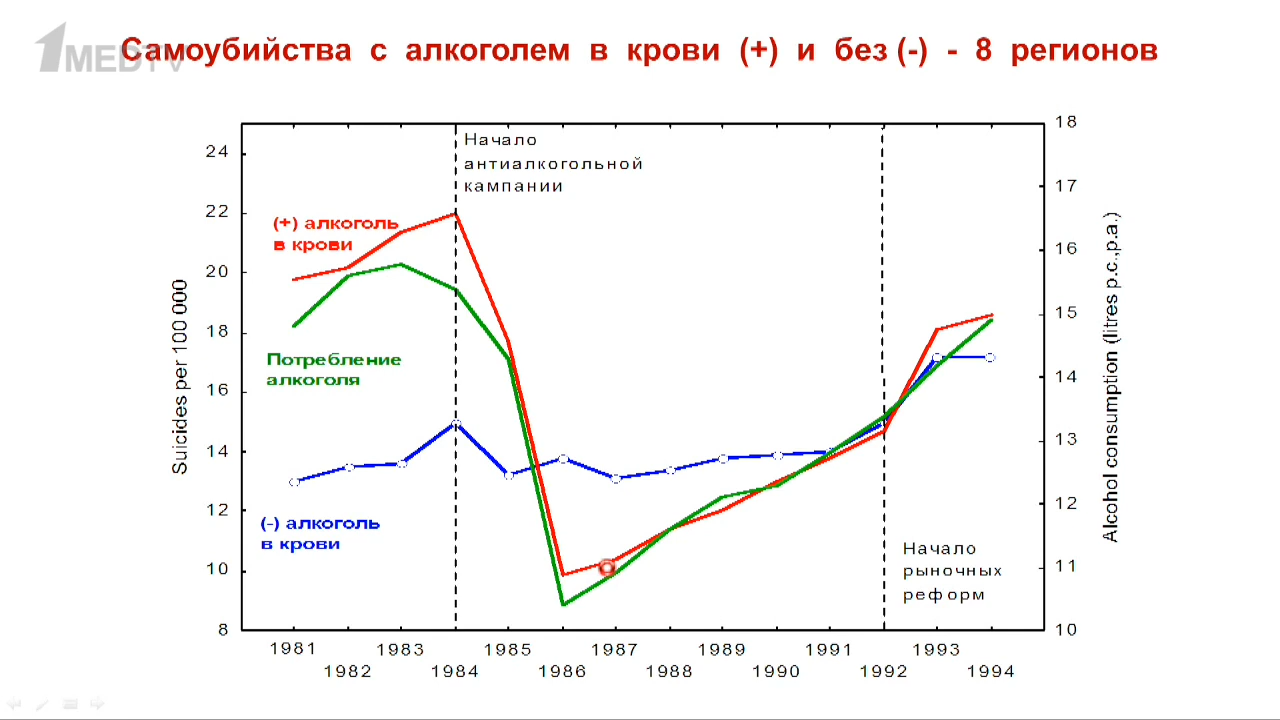 1MEDTV
Самоубийства с алкоголем в крови (+) и без (-) - 8 регионов
Начало
антиалкогольной
кампании
(+) алкоголь
в крови
Потребление
алкоголя
(-) алкоголь
в крови
Начало
рыночных
реформ
Suicides per 100 000
24
22
20
18
16
14
12
10
8
Alcohol consumption (litres p.c.,p.a.)
18
17
16
15
14
13
12
11
10
1981
1982
1983
1984
1985
1986
1987
1988
1989
1990
1991
1992
1993
1994